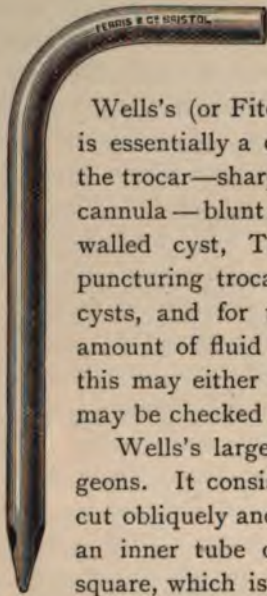 FERRIS & Co BRISTOL
Wells's (or Fit
is essentially a
the trocar—shar
cannula — blunt
walled cyst, T
puncturing troca
cysts, and for
amount of fluid
this may either
may be checked
Wells's large
geons. It consi
cut obliquely and
an inner tube
square, which is